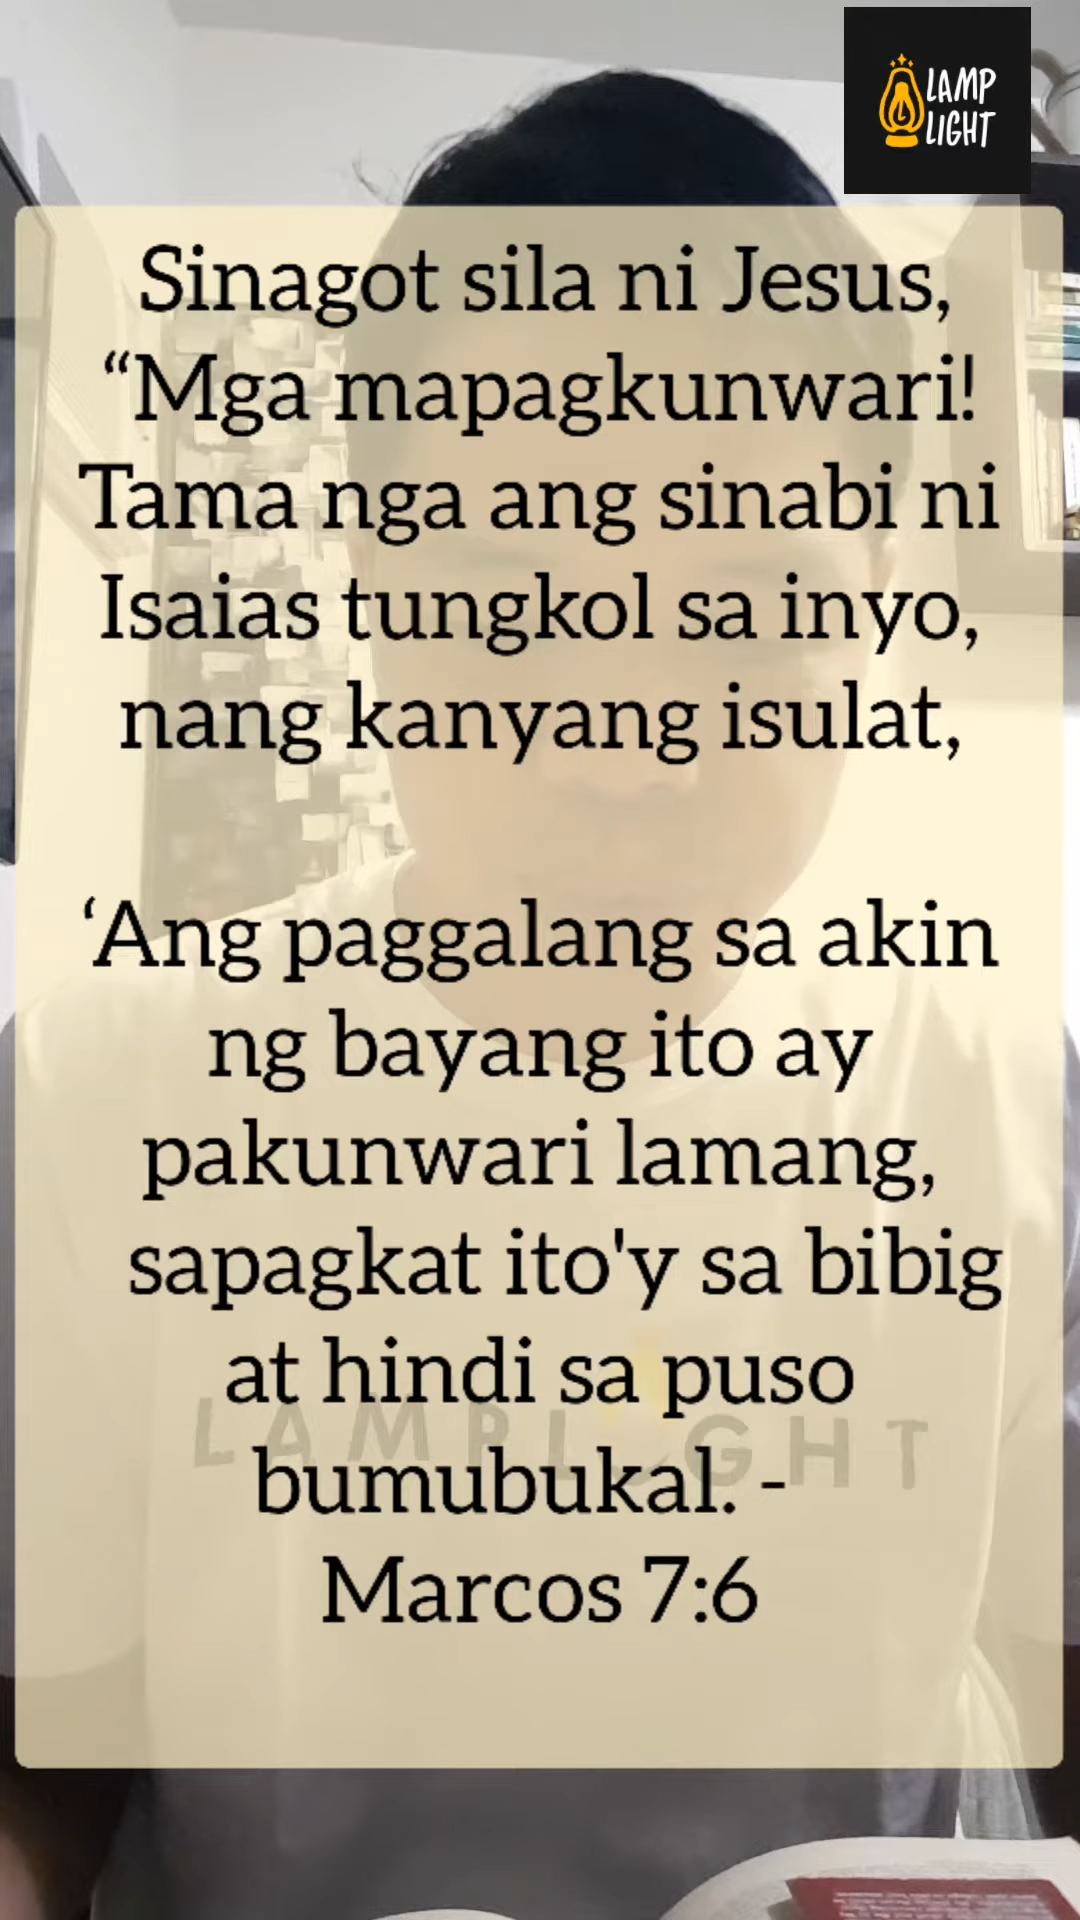 LAMP
LIGHT
Sinagot sila ni Jesus,
“Mga mapagkunwari!
Tama nga ang sinabi ni
Isaias tungkol sa inyo,
nang kanyang isulat,
‘Ang paggalang sa akin
ng bayang ito ay
pakunwari lamang,
sapagkat ito'y sa bibig
at hindi sa puso
bumubukal. -
Marcos 7:6
LAMPLIGHT